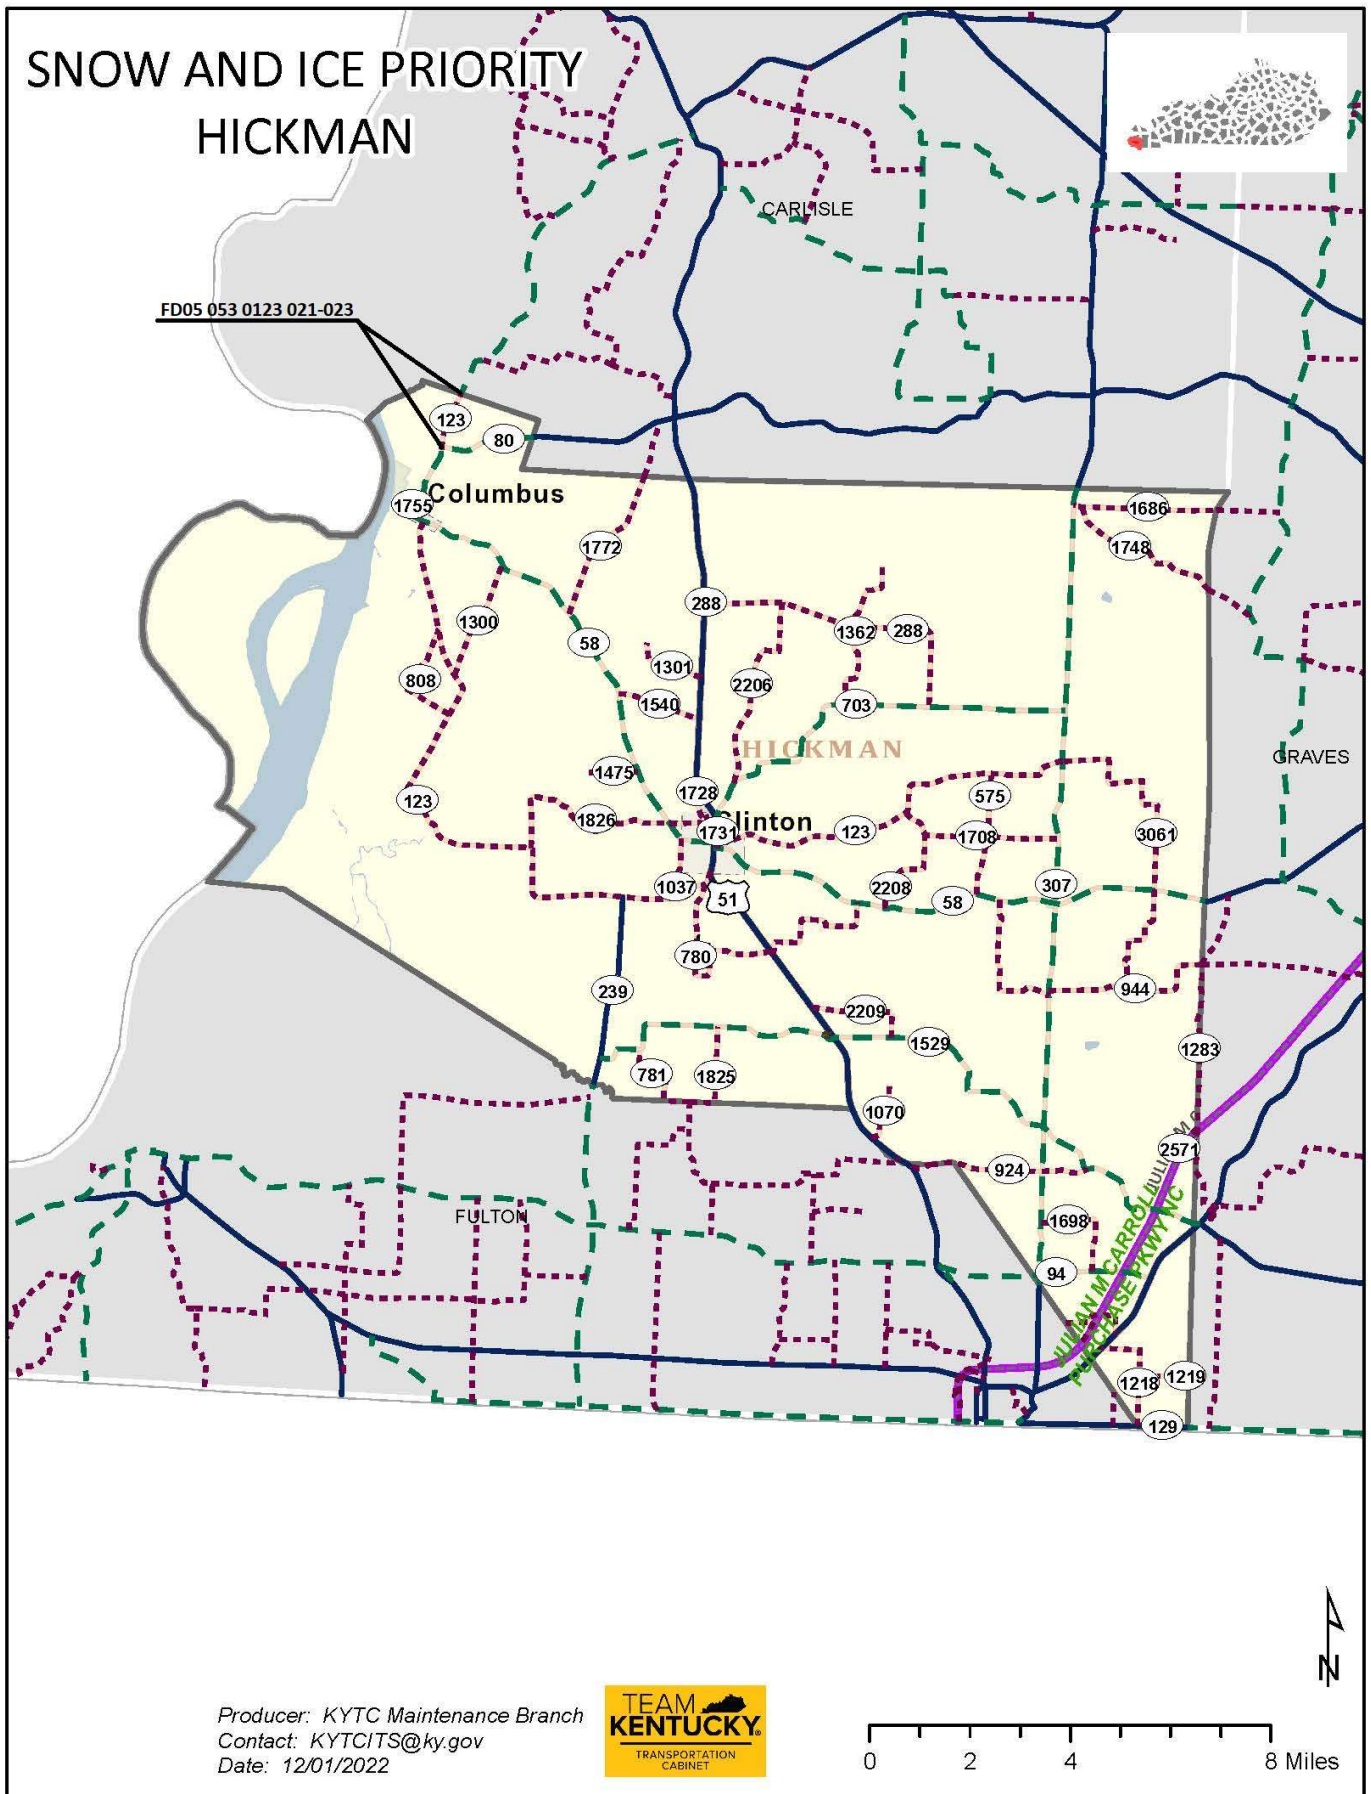 SNOW AND ICE PRIORITY
HICKMAN
CARLISLE
FD05 053 0123 021-023
123
80
Columbus
1755
1686
1748
1772
288
1300
58
1362
288
1301
808
2206
1540
703
HICKMAN
GRAVES
1475
1728
575
123
1826
1731
Clinton
123
1708
3061
1037
2208
307
51
58
780
239
944
2209
1529
1283
781
1825
1070
2571
924
FULTON
1698
94
JULIAN M CARROLL
PURCHASE PKWY NC
1218
1219
129
N
Producer: KYTC Maintenance Branch
Contact: KYTCITS@ky.gov
Date: 12/01/2022
TEAM
KENTUCKY
TRANSPORTATION
CABINET
0 2 4 8 Miles